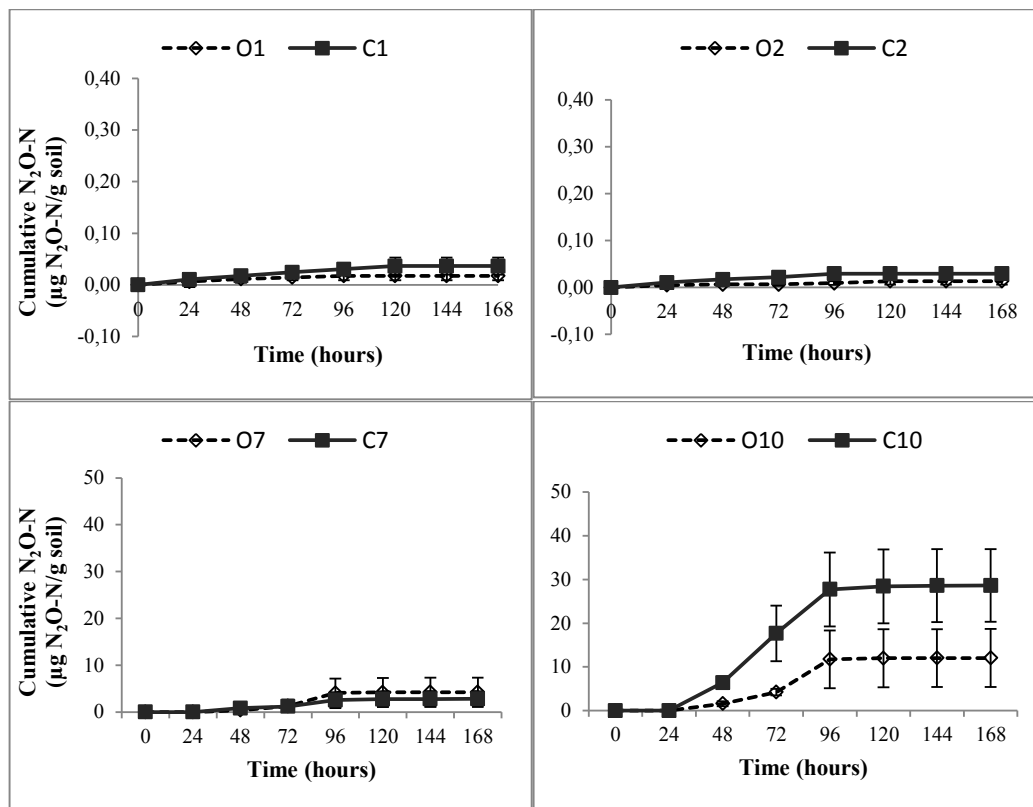 O1 C1
0,40
0,30
0,20
0,10
0,00
-0,10
0 24 48 72 96 120 144 168
Cumulative N₂O-N
(µg N₂O-N/g soil)
Time (hours)
O2 C2
0,40
0,30
0,20
0,10
0,00
-0,10
0 24 48 72 96 120 144 168
Time (hours)
O7 C7
50
40
30
20
10
0
0 24 48 72 96 120 144 168
Cumulative N₂O-N
(µg N₂O-N/g soil)
Time (hours)
O10 C10
50
40
30
20
10
0
0 24 48 72 96 120 144 168
Time (hours)